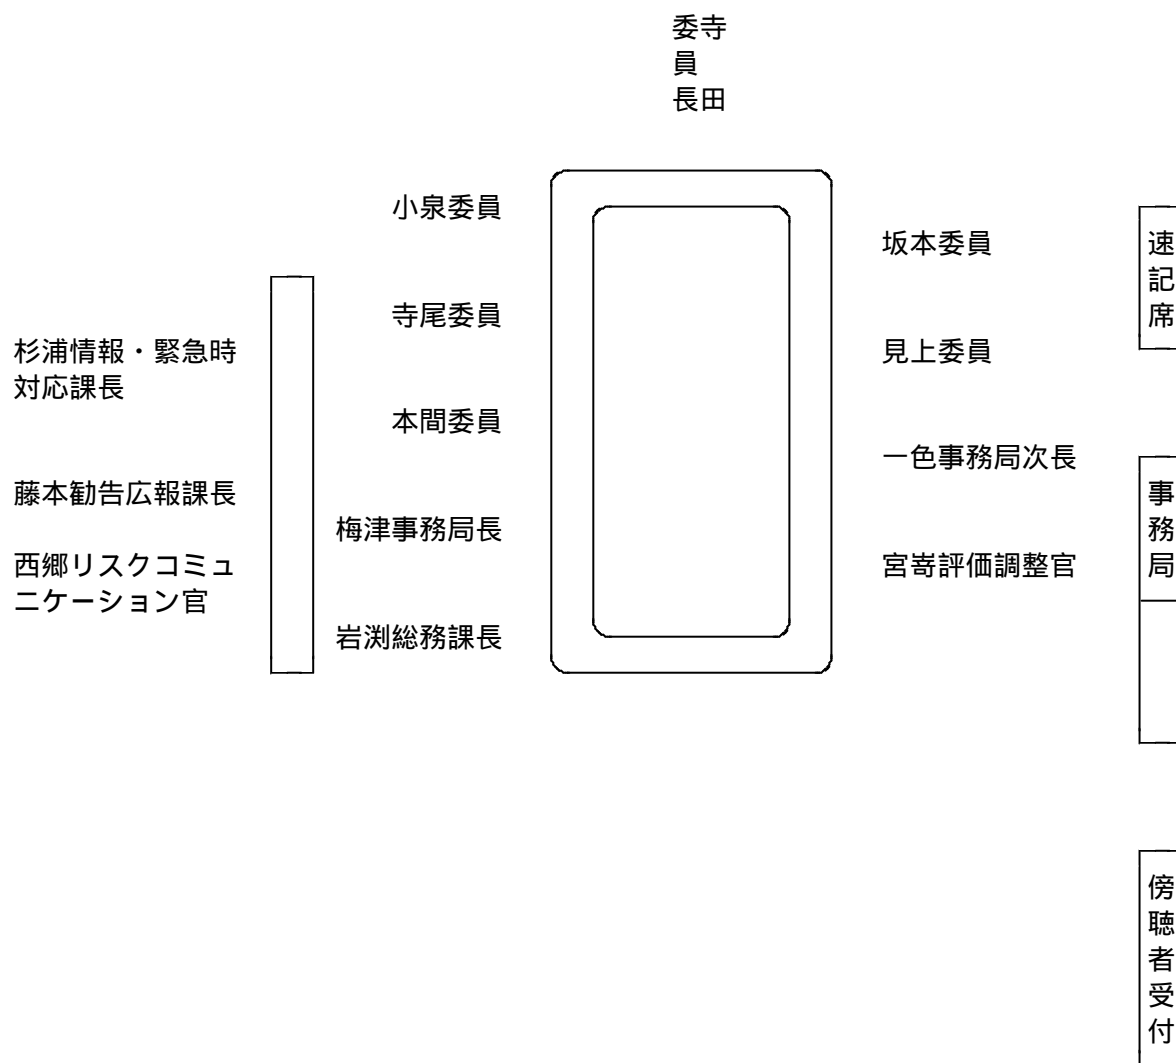 委寺
員
長田
小泉委員
坂本委員
速
記
席
寺尾委員
杉浦情報・緊急時
対応課長
見上委員
本間委員
一色事務局次長
藤本勧告広報課長
梅津事務局長
事
務
局
西郷リスクコミュ
ニケーション官
宮嵜評価調整官
岩渕総務課長
傍
聴
者
受
付